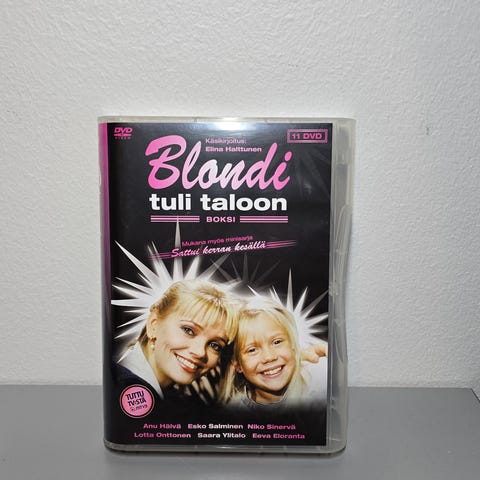 DVD
VIDEO
Käsikirjoitus:
Elina Halttunen
11 DVD
Blondi
tuli taloon
BOKSI
Mukana myös minisarja
Sattui kerran kesällä
TUTTU
TV:STÄ
Anu Hälvä Esko Salminen Niko Sinervä
Lotta Onttonen Saara Ylitalo Eeva Eloranta